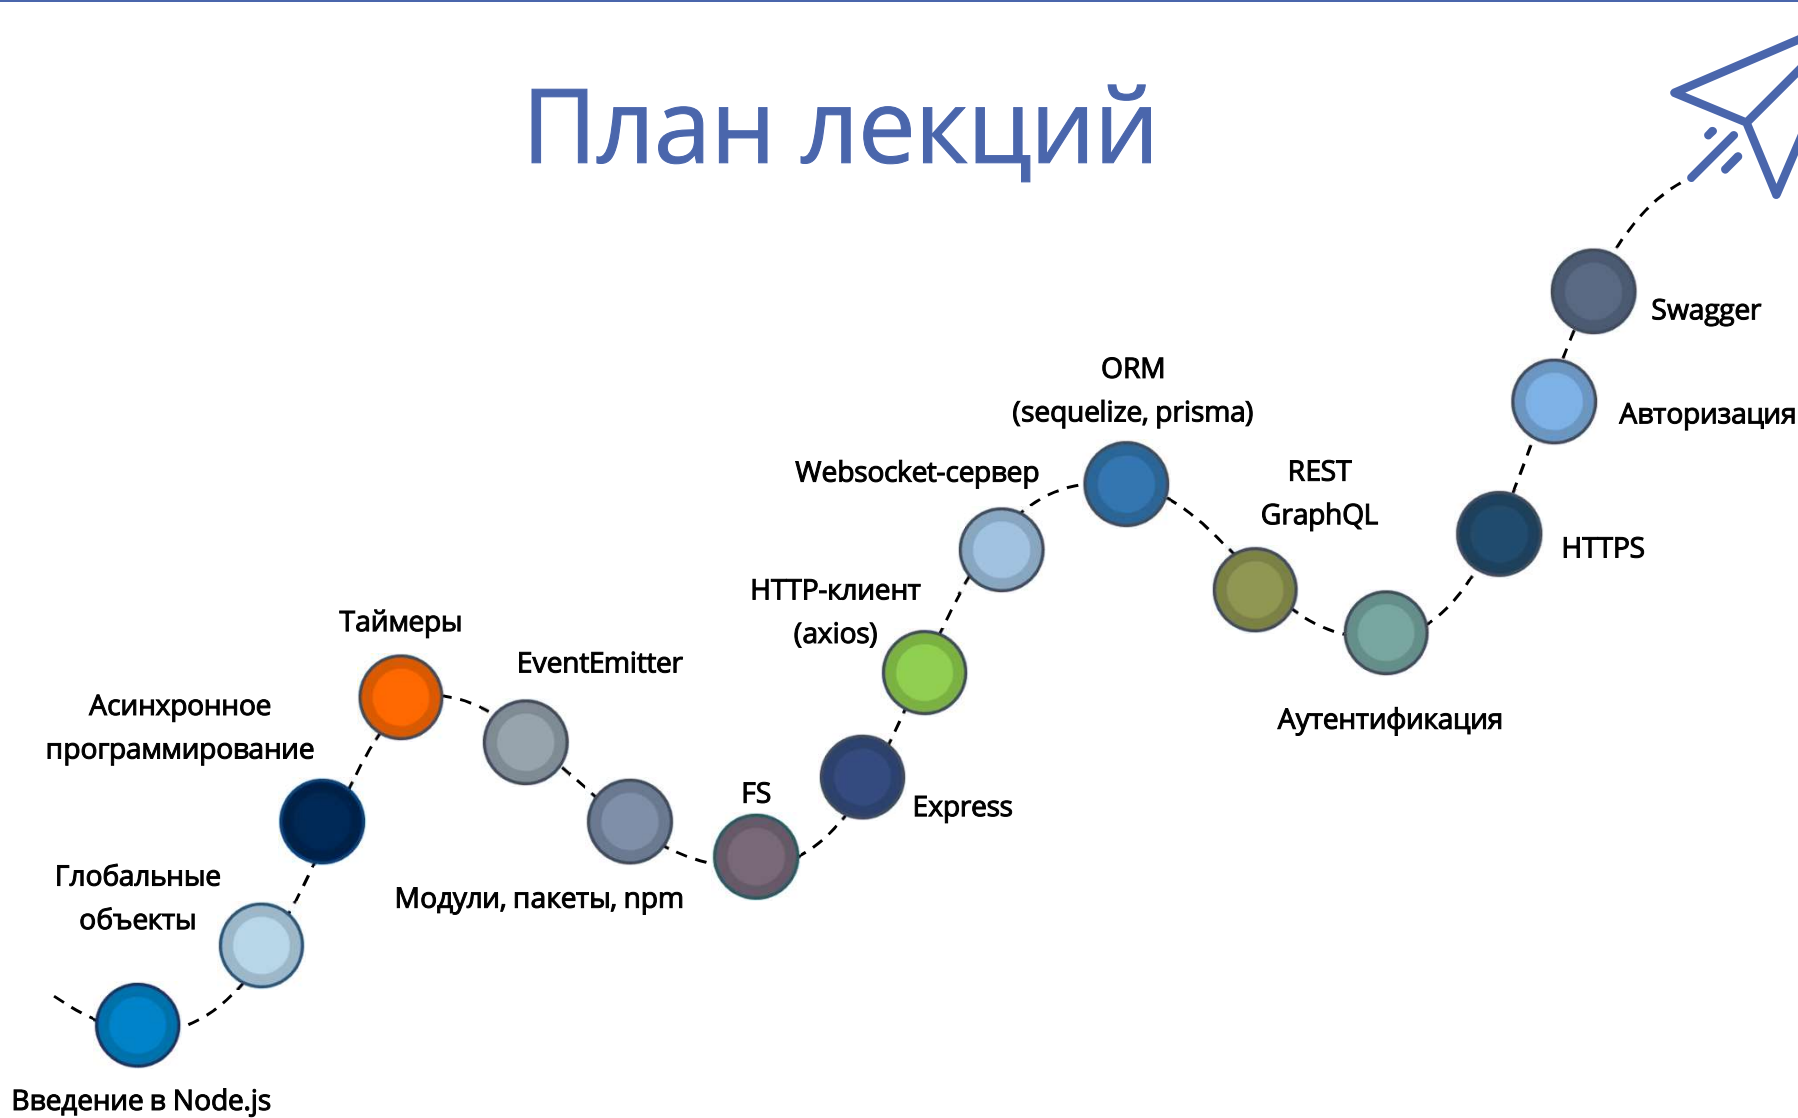 План лекций
Введение в Node.js
Глобальные
объекты
Асинхронное
программирование
Таймеры
EventEmitter
Модули, пакеты, npm
FS
Express
HTTP-клиент
(axios)
Websocket-сервер
ORM
(sequelize, prisma)
REST
GraphQL
Аутентификация
HTTPS
Авторизация
Swagger